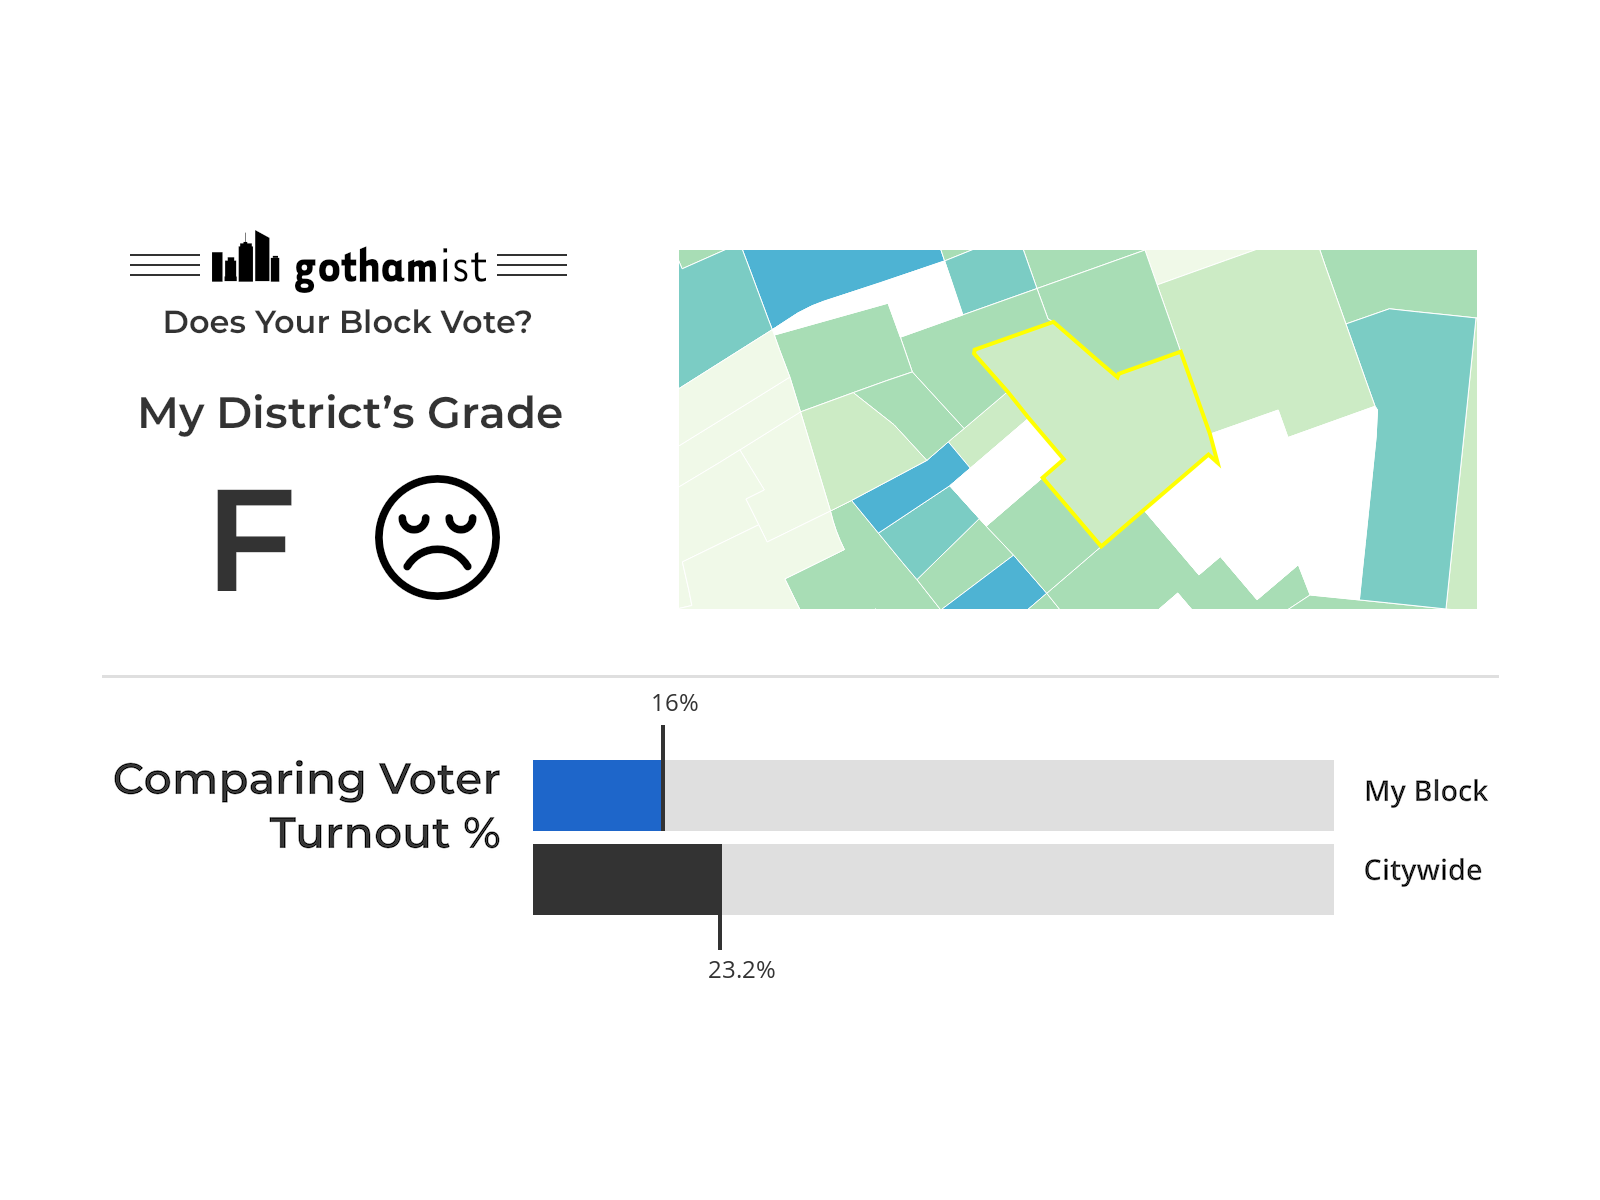 gothamist
Does Your Block Vote?
My District’s Grade
F
16%
Comparing Voter
Turnout %
My Block
Citywide
23.2%